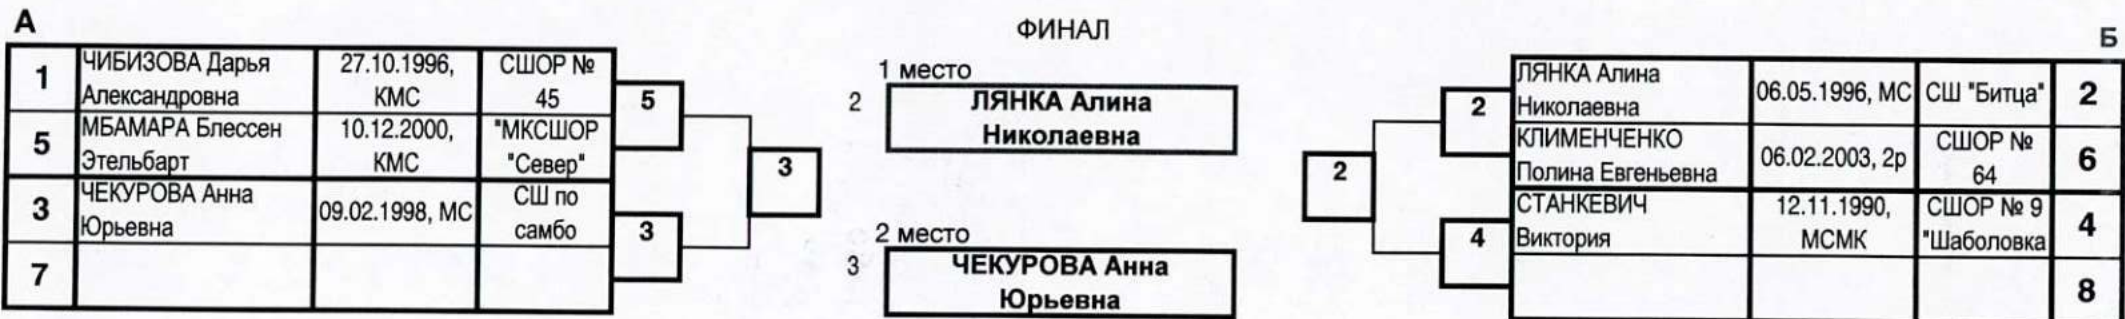 А
1
ЧИБИЗОВА Дарья
Александровна
27.10.1996,
КМС
СШОР №
45
5
МБАМАРА Блессен
Этельбарт
10.12.2000,
КМС
"МКСШОР
"Север"
3
ЧЕКУРОВА Анна
Юрьевна
09.02.1998, МС
СШ по
самбо
7
5
3
3
ФИНАЛ
1 место
2
ЛЯНКА Алина
Николаевна
2 место
3
ЧЕКУРОВА Анна
Юрьевна
Б
2
4
2
ЛЯНКА Алина
Николаевна
06.05.1996, МС
СШ "Битца"
2
КЛИМЕНЧЕНКО
Полина Евгеньевна
06.02.2003, 2р
СШОР №
64
6
СТАНКЕВИЧ
Виктория
12.11.1990,
МСМК
СШОР № 9
"Шаболовка
4
8